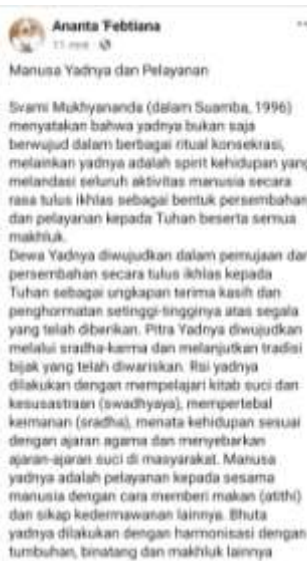 Ananta 'Febtiana
11 mnt
Manusa Yadnya dan Pelayanan
Svami Mukhyananda (dalam Suamba, 1996)
menyatakan bahwa yadnya bukan saja
berwujud dalam berbagai ritual konsekrasi,
melainkan yadnya adalah spirit kehidupan yang
melandasi seluruh aktivitas manusia secara
rasa tulus ikhlas sebagai bentuk persembahan
dan pelayanan kepada Tuhan beserta semua
makhluk.
Dewa Yadnya diwujudkan dalam pemujaan dan
persembahan secara tulus ikhlas kepada
Tuhan sebagai ungkapan terima kasih dan
penghormatan setinggi-tingginya atas segala
yang telah diberikan. Pitra Yadnya diwujudkan
melalui sradha-karma dan melanjutkan tradisi
bijak yang telah diwariskan. Rsi yadnya
dilakukan dengan mempelajari kitab suci dan
kesusastraan (swadhyaya), mempertebal
keimanan (sradha), menata kehidupan sesuai
dengan ajaran agama dan menyebarkan
ajaran-ajaran suci di masyarakat. Manusa
yadnya adalah pelayanan kepada sesama
manusia dengan cara memberi makan (atithi)
dan sikap kedermawanan lainnya. Bhuta
yadnya dilakukan dengan harmonisasi dengan
tumbuhan, binatang dan makhluk lainnya